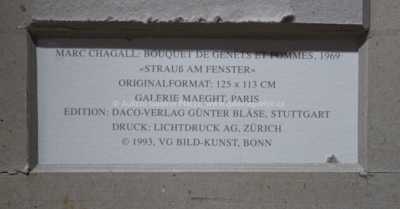 MARC CHAGALL: BOUQUET DE GENÊTS ET POMMES, 1969
«STRAUß AM FENSTER»
ORIGINALFORMAT: 125 x 113 CM
GALERIE MAEGHT, PARIS
EDITION: DACO-VERLAG GÜNTER BLÄSE, STUTTGART
DRUCK: LICHTDRUCK AG, ZÜRICH
© 1993, VG BILD-KUNST, BONN